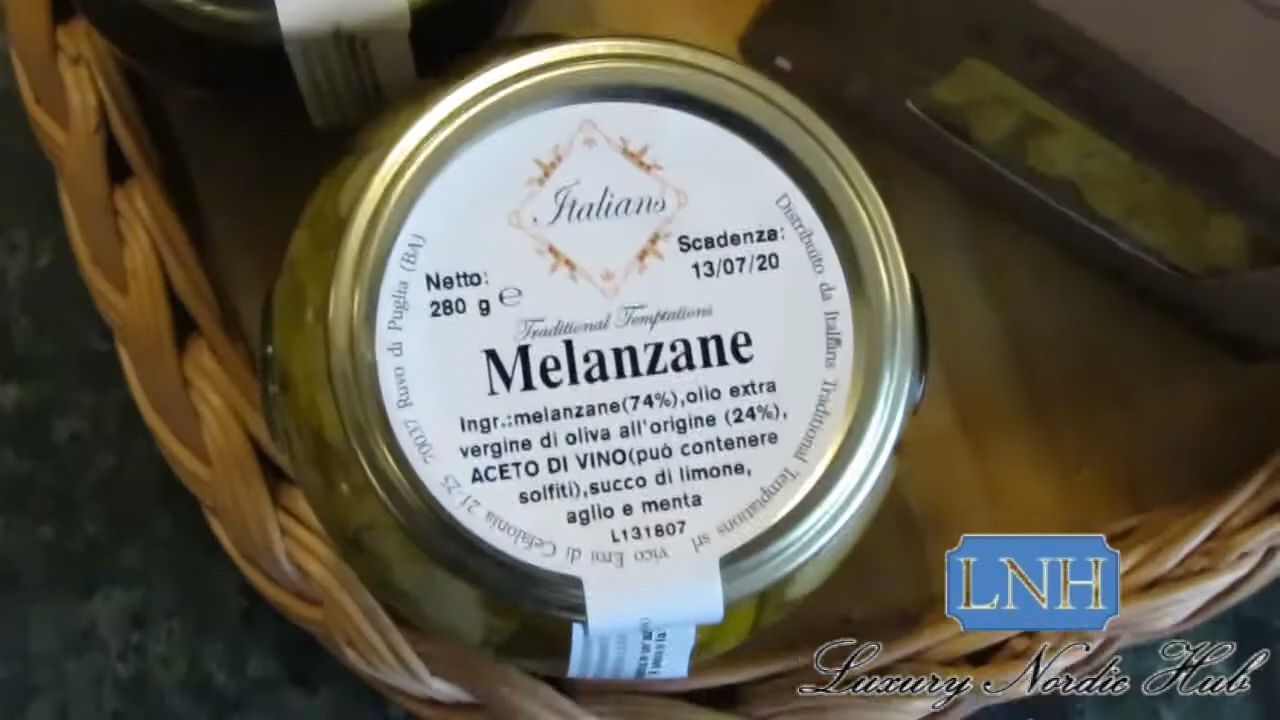 Italians
Netto:
280 g ℮
Scadenza:
13/07/20
Traditional Temptations
Melanzane
Ingr.:melanzane(74%),olio extra
vergine di oliva all'origine (24%),
ACETO DI VINO(può contenere
solfiti),succo di limone,
aglio e menta
L131807
Distribuito da Italians Traditional Temptations srl vico Eroi di Cefalonia 21-25 70037 Ruvo di Puglia (BA)
LNH
Luxury Nordic Hub